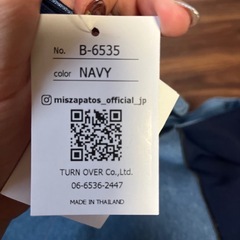 No. B-6535
color NAVY
miszapatos_official_jp
TURN OVER Co.,Ltd.
06-6536-2447
MADE IN THAILAND